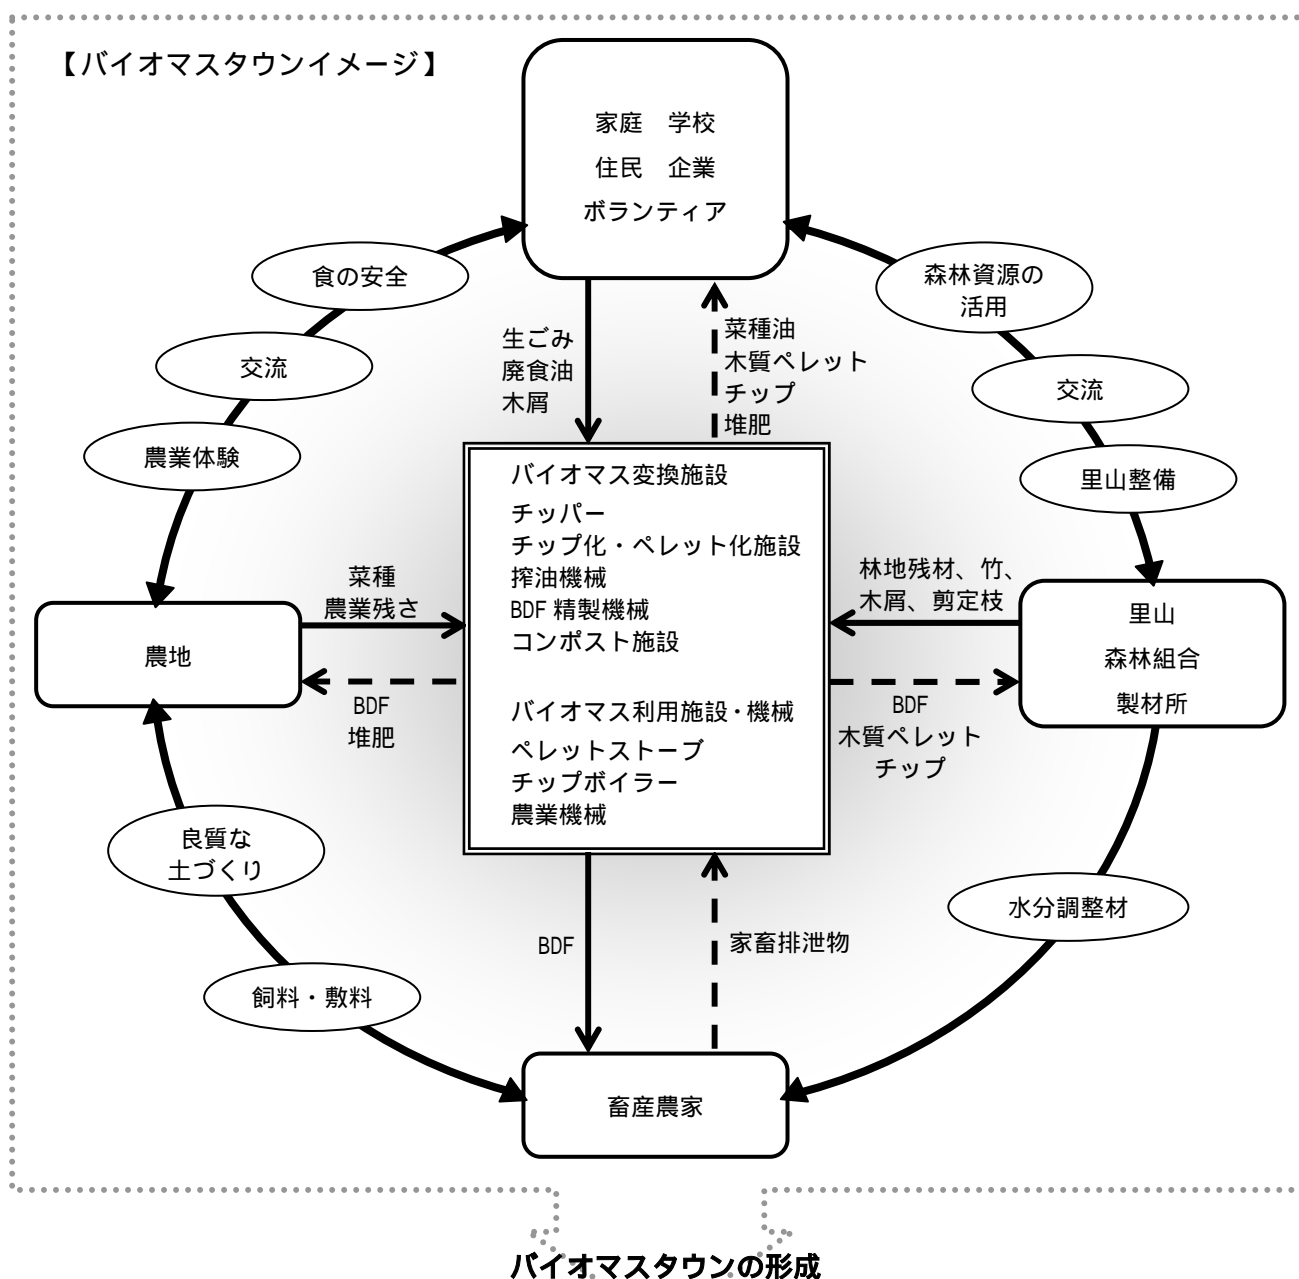 【バイオマスタウンイメージ】
家庭　学校
住民　企業
ボランティア
食の安全
交流
農業体験
森林資源の
活用
交流
里山整備
生ごみ
廃食油
木屑
菜種油
木質ペレット
チップ
堆肥
バイオマス変換施設
チッパー
チップ化・ペレット化施設
搾油機械
BDF 精製機械
コンポスト施設
バイオマス利用施設・機械
ペレットストーブ
チップボイラー
農業機械
菜種
農業残さ
農地
BDF
堆肥
林地残材、竹、
木屑、剪定枝
里山
森林組合
製材所
BDF
木質ペレット
チップ
良質な
土づくり
飼料・敷料
水分調整材
BDF
家畜排泄物
畜産農家
バイオマスタウンの形成